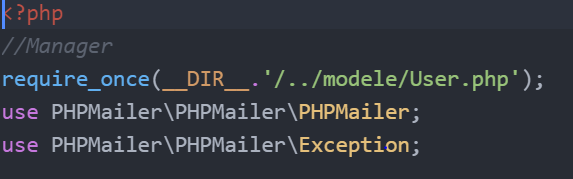 <?php
//Manager
require_once(__DIR__.'/../modele/User.php');
use PHPMailer\PHPMailer\PHPMailer;
use PHPMailer\PHPMailer\Exception;